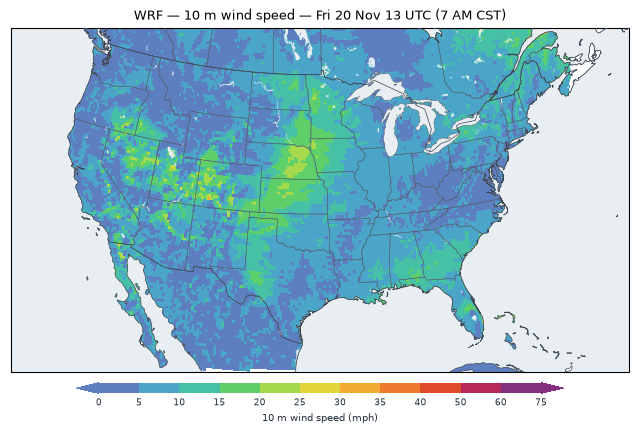 WRF — 10 m wind speed — Fri 20 Nov 13 UTC (7 AM CST)
0 5 10 15 20 25 30 35 40 50 60 75
10 m wind speed (mph)